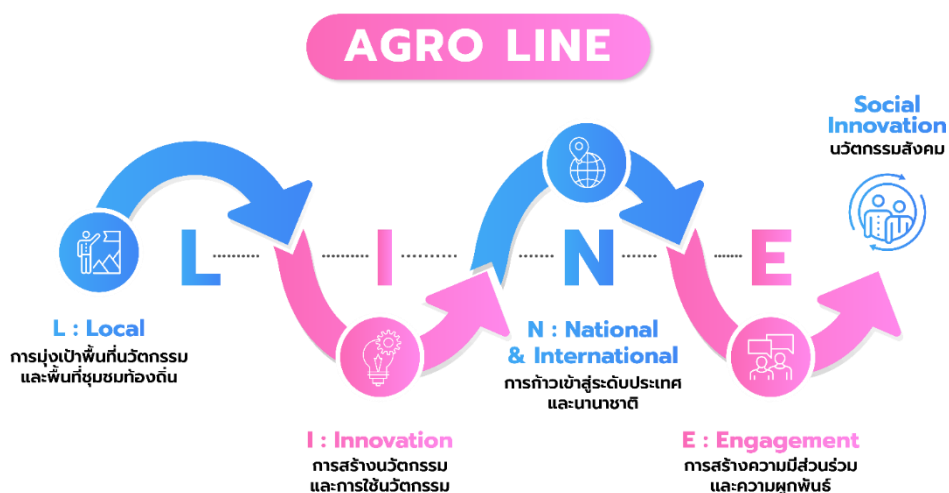 AGRO LINE
Social
Innovation
นวัตกรรมสังคม
L
I
N
E
L : Local
การมุ่งเป้าพื้นที่นวัตกรรม
และพื้นที่ชุมชมท้องถิ่น
I : Innovation
การสร้างนวัตกรรม
และการใช้นวัตกรรม
N : National
& International
การก้าวเข้าสู่ระดับประเทศ
และนานาชาติ
E : Engagement
การสร้างความมีส่วนร่วม
และความผูกพันธ์